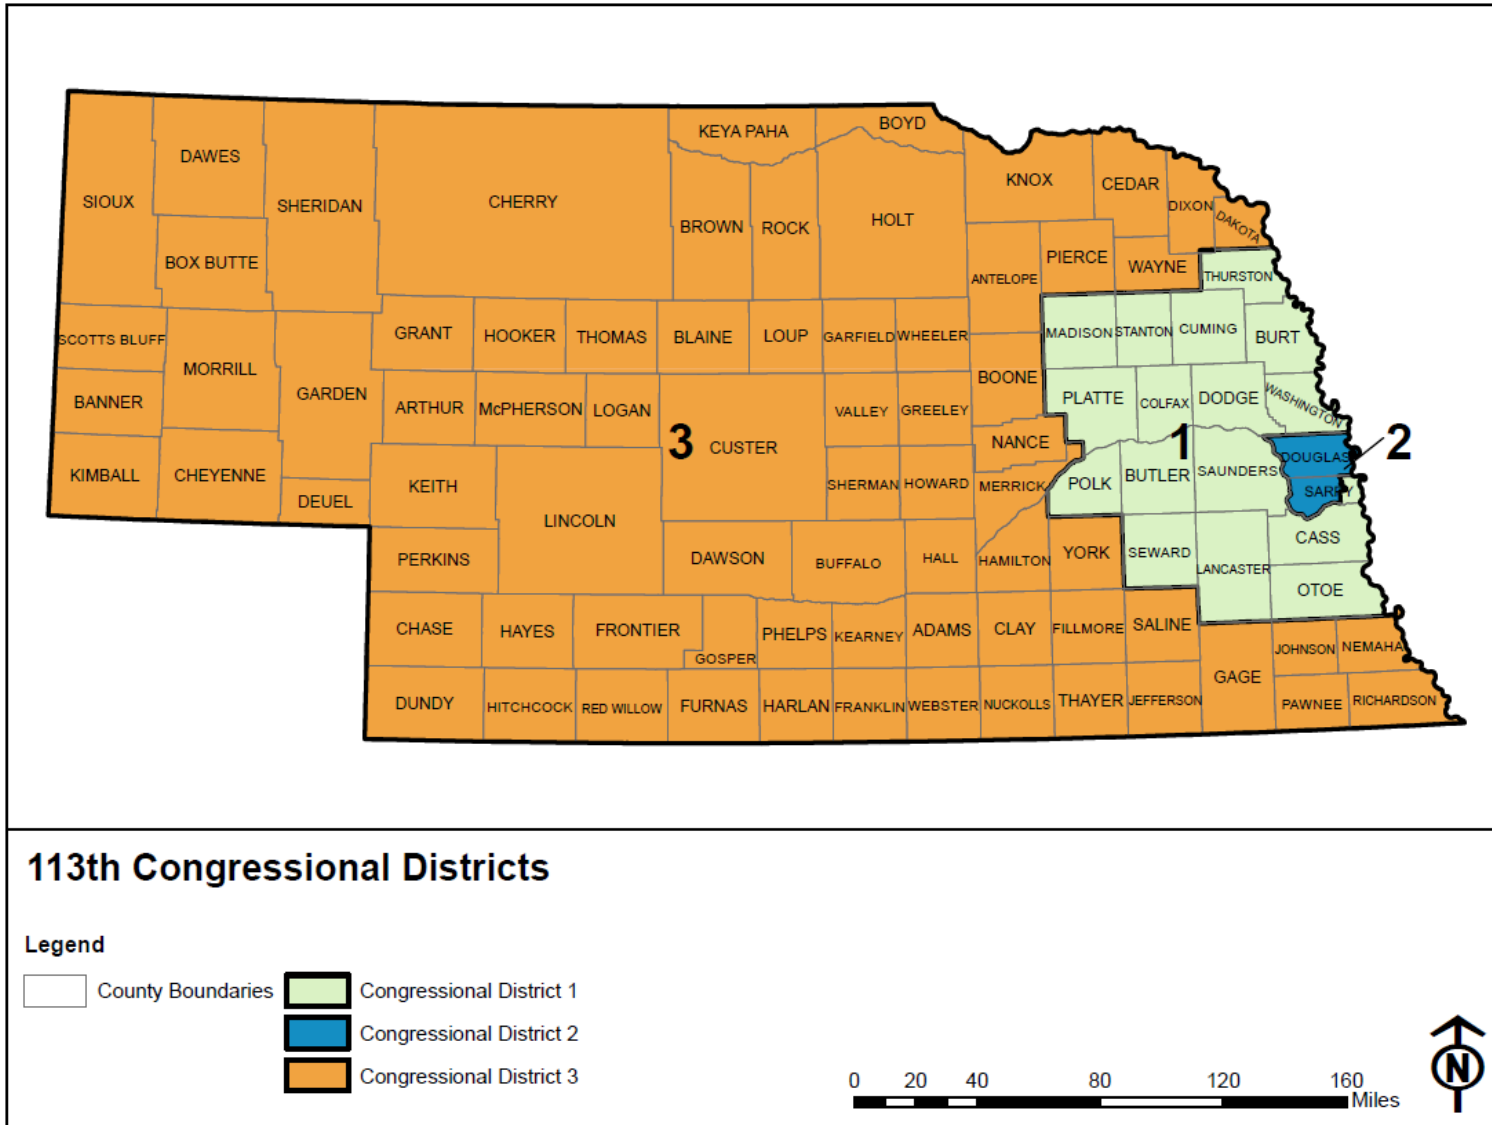 KEYA PAHA
BOYD
DAWES
SIOUX
SHERIDAN
CHERRY
KNOX
CEDAR
DIXON
DAKOTA
BROWN
ROCK
HOLT
BOX BUTTE
PIERCE
WAYNE
ANTELOPE
THURSTON
SCOTTS BLUFF
GRANT
HOOKER
THOMAS
BLAINE
LOUP
GARFIELD
WHEELER
MADISON
STANTON
CUMING
BURT
MORRILL
GARDEN
BOONE
BANNER
ARTHUR
McPHERSON
LOGAN
VALLEY
GREELEY
PLATTE
COLFAX
DODGE
WASHINGTON
3
CUSTER
NANCE
1
2
DOUGLAS
KIMBALL
CHEYENNE
DEUEL
KEITH
SHERMAN
HOWARD
MERRICK
POLK
BUTLER
SAUNDERS
SARPY
LINCOLN
PERKINS
DAWSON
BUFFALO
HALL
HAMILTON
YORK
SEWARD
LANCASTER
CASS
OTOE
CHASE
HAYES
FRONTIER
GOSPER
PHELPS
KEARNEY
ADAMS
CLAY
FILLMORE
SALINE
GAGE
JOHNSON
NEMAHA
DUNDY
HITCHCOCK
RED WILLOW
FURNAS
HARLAN
FRANKLIN
WEBSTER
NUCKOLLS
THAYER
JEFFERSON
PAWNEE
RICHARDSON
113th Congressional Districts
Legend
County Boundaries
Congressional District 1
Congressional District 2
Congressional District 3
0 20 40 80 120 160
Miles
N